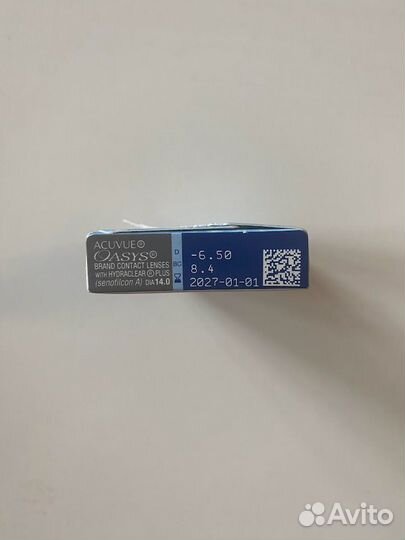 ACUVUE®
OASYS®
BRAND CONTACT LENSES
WITH HYDRACLEAR® PLUS
(senofilcon A) DIA14.0
D -6.50
BC 8.4
2027-01-01
Avito